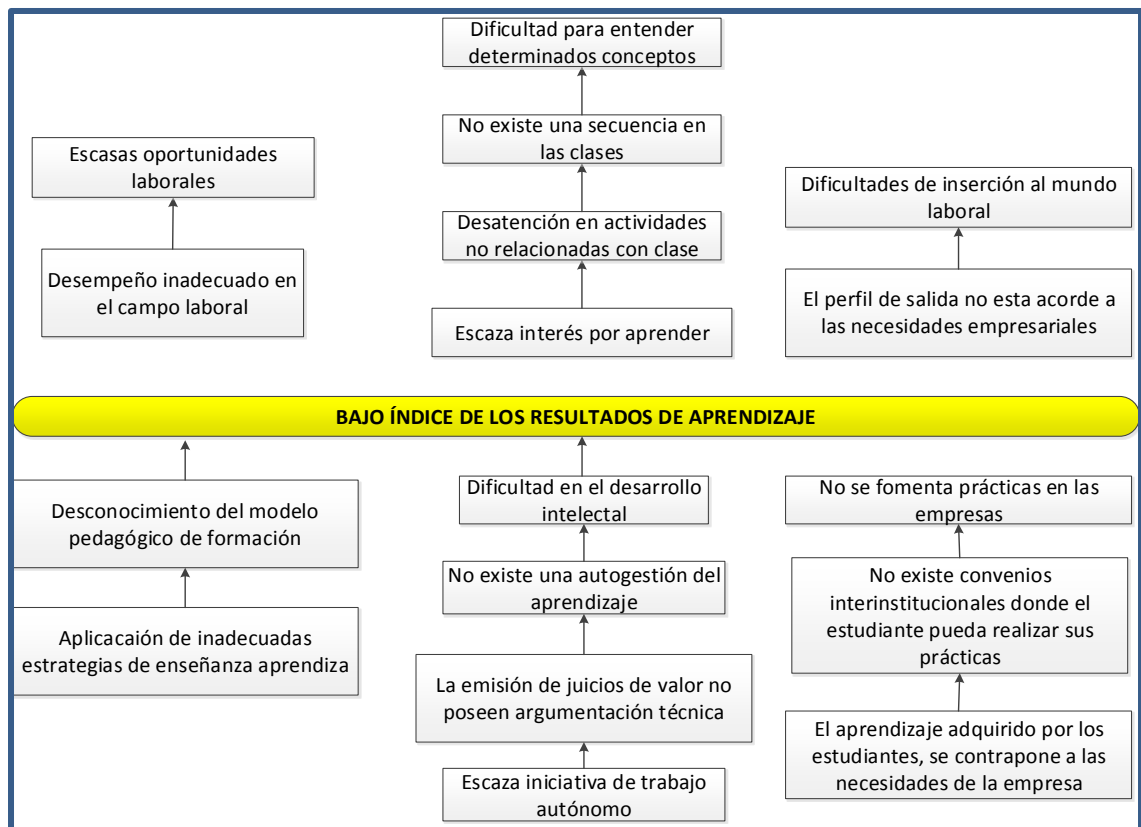 Dificultad para entender
determinados conceptos
No existe una secuencia en
las clases
Escasas oportunidades
laborales
Dificultades de inserción al mundo
laboral
Desatención en actividades
no relacionadas con clase
Desempeño inadecuado en
el campo laboral
El perfil de salida no esta acorde a
las necesidades empresariales
Escaza interés por aprender
BAJO ÍNDICE DE LOS RESULTADOS DE APRENDIZAJE
Desconocimiento del modelo
pedagógico de formación
Dificultad en el desarrollo
intelectal
No se fomenta prácticas en las
empresas
No existe una autogestión del
aprendizaje
No existe convenios
interinstitucionales donde el
estudiante pueda realizar sus
prácticas
Aplicacaión de inadecuadas
estrategias de enseñanza aprendiza
La emisión de juicios de valor no
poseen argumentación técnica
El aprendizaje adquirido por los
estudiantes, se contrapone a las
necesidades de la empresa
Escaza iniciativa de trabajo
autónomo